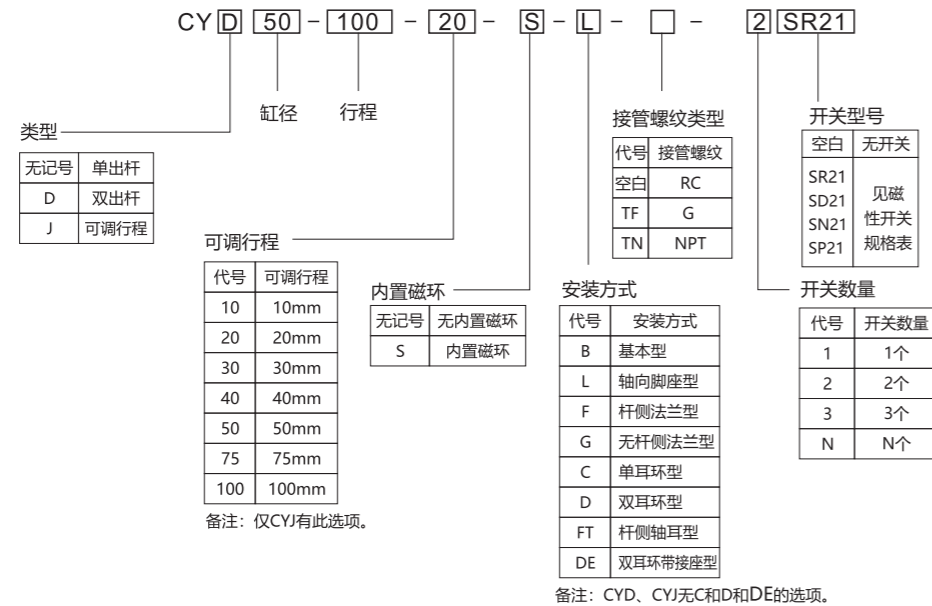 CY D 50 - 100 - 20 - S - L - □ - 2 SR21
缸径
行程
类型
无记号 单出杆
D 双出杆
J 可调行程
可调行程
代号 可调行程
10 10mm
20 20mm
30 30mm
40 40mm
50 50mm
75 75mm
100 100mm
备注：仅CYJ有此选项。
内置磁环
无记号 无内置磁环
S 内置磁环
接管螺纹类型
代号 接管螺纹
空白 RC
TF G
TN NPT
安装方式
代号 安装方式
B 基本型
L 轴向脚座型
F 杆侧法兰型
G 无杆侧法兰型
C 单耳环型
D 双耳环型
FT 杆侧轴耳型
DE 双耳环带接座型
备注：CYD、CYJ无C和D和DE的选项。
开关型号
空白 无开关
SR21
SD21
SN21
SP21
见磁
性开关
规格表
开关数量
代号 开关数量
1 1个
2 2个
3 3个
N N个